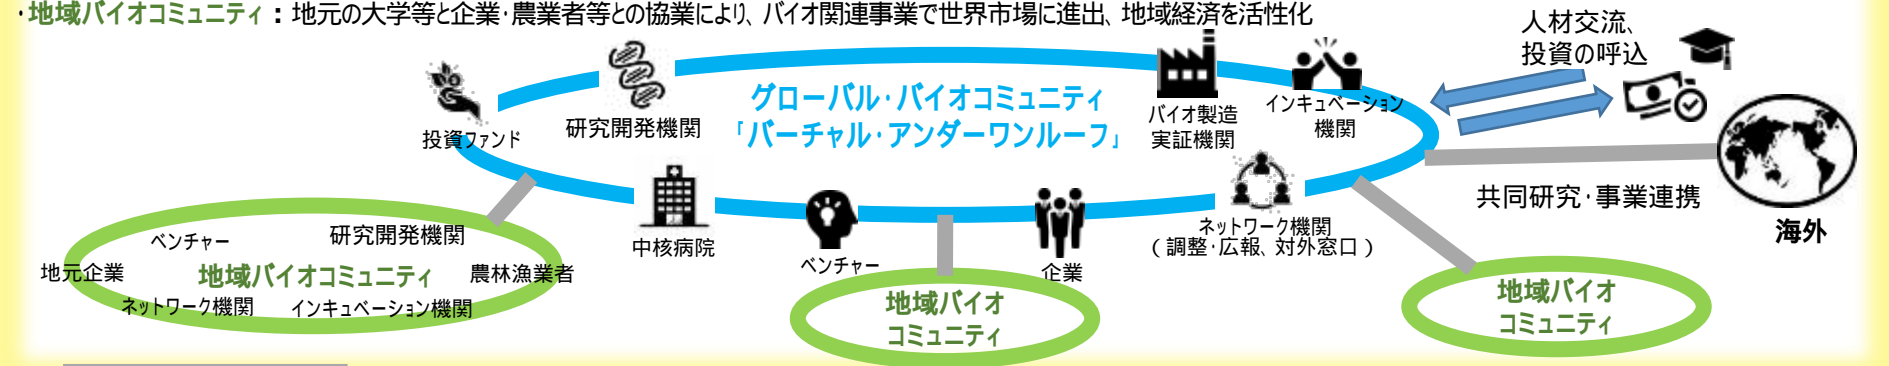 ・地域バイオコミュニティ：地元の大学等と企業・農業者等との協業により、バイオ関連事業で世界市場に進出、地域経済を活性化
人材交流、
投資の呼込
グローバル・バイオコミュニティ
「バーチャル・アンダーワンルーフ」
投資ファンド
研究開発機関
バイオ製造
実証機関
インキュベーション
機関
中核病院
ベンチャー
企業
ネットワーク機関
（調整・広報、対外窓口）
共同研究・事業連携
海外
ベンチャー
研究開発機関
地元企業
地域バイオコミュニティ
農林漁業者
ネットワーク機関
インキュベーション機関
地域バイオ
コミュニティ
地域バイオ
コミュニティ